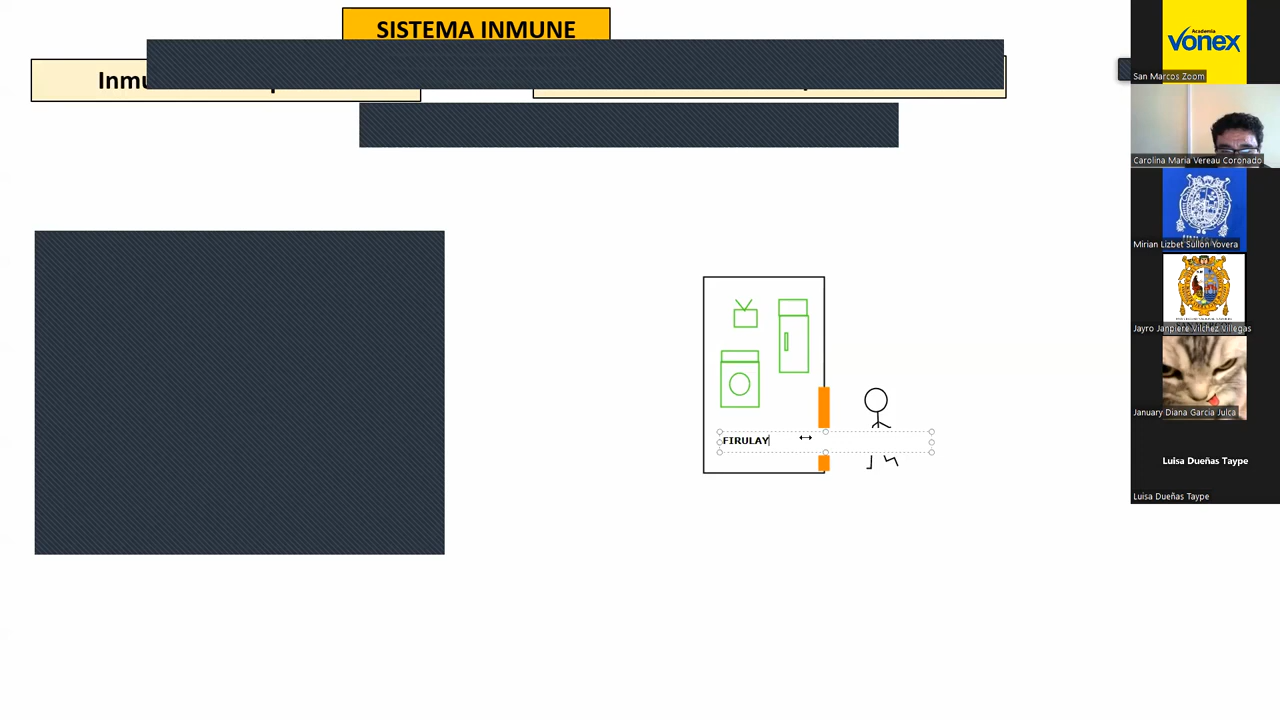 SISTEMA INMUNE
FIRULAY
Academia
vonex
San Marcos Zoom
Carolina Maria Vereau Coronado
Mirian Lizbet Sullon Yovera
Jayro Janpiere Vilchez Villegas
January Diana Garcia Julca
Luisa Dueñas Taype
Luisa Dueñas Taype